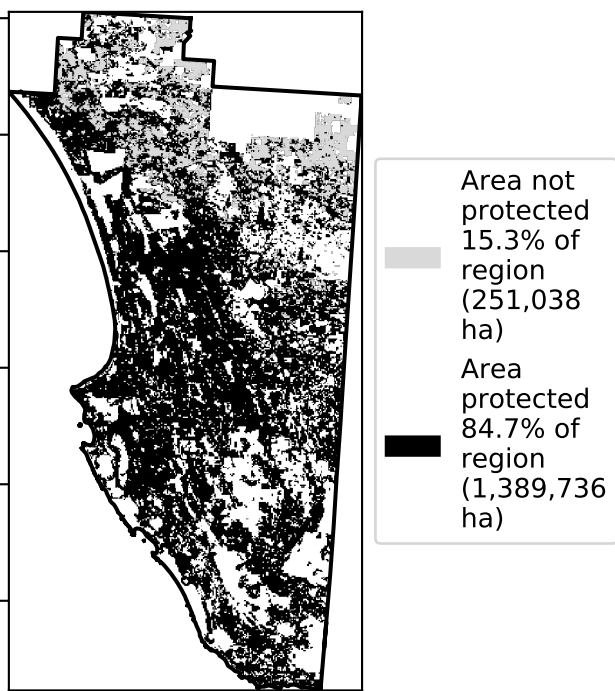 Area not
protected
15.3% of
region
(251,038
ha)
Area
protected
84.7% of
region
(1,389,736
ha)